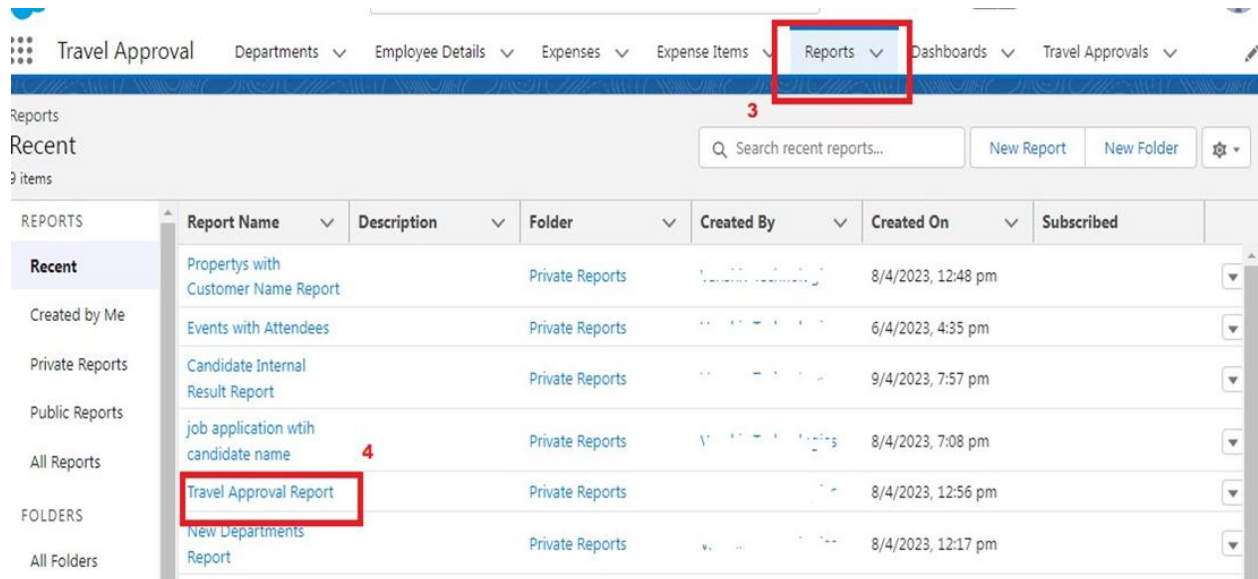 Travel Approval Departments Employee Details Expenses Expense Items Reports Dashboards Travel Approvals
3
Reports
Recent
9 items
Search recent reports...
New Report
New Folder
REPORTS
Recent
Created by Me
Private Reports
Public Reports
All Reports
FOLDERS
All Folders
Report Name Description Folder Created By Created On Subscribed
Propertys with
Customer Name Report
Private Reports 8/4/2023, 12:48 pm
Events with Attendees Private Reports 6/4/2023, 4:35 pm
Candidate Internal
Result Report
Private Reports 9/4/2023, 7:57 pm
job application wtih
candidate name
Private Reports 8/4/2023, 7:08 pm
4
Travel Approval Report Private Reports 8/4/2023, 12:56 pm
New Departments
Report
Private Reports 8/4/2023, 12:17 pm